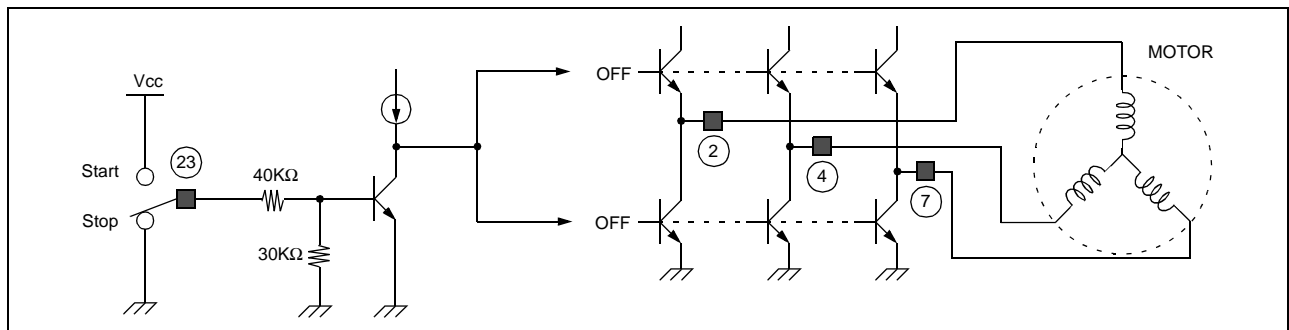 MOTOR
Vcc
OFF
Start
23
2
40KΩ
4
7
Stop
OFF
30KΩ